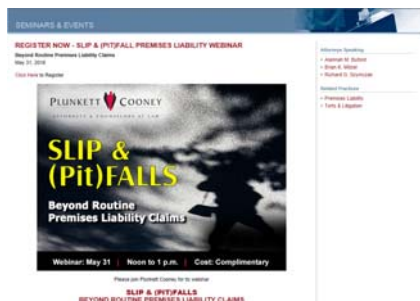 SEMINARS & EVENTS
REGISTER NOW - SLIP & (PIT)FALL PREMISES LIABILITY WEBINAR
Beyond Routine Premises Liability Claims
May 31, 2018
Click Here to Register
PLUNKETT COONEY
ATTORNEYS & COUNSELORS AT LAW
SLIP &
(Pit)FALLS
Beyond Routine
Premises Liability Claims
Webinar: May 31 | Noon to 1 p.m. | Cost: Complimentary
Please join Plunkett Cooney for its webinar
SLIP & (PIT)FALLS
BEYOND ROUTINE PREMISES LIABILITY CLAIMS
Attorneys Speaking
Related Practices
Premises Liability
Torts & Litigation